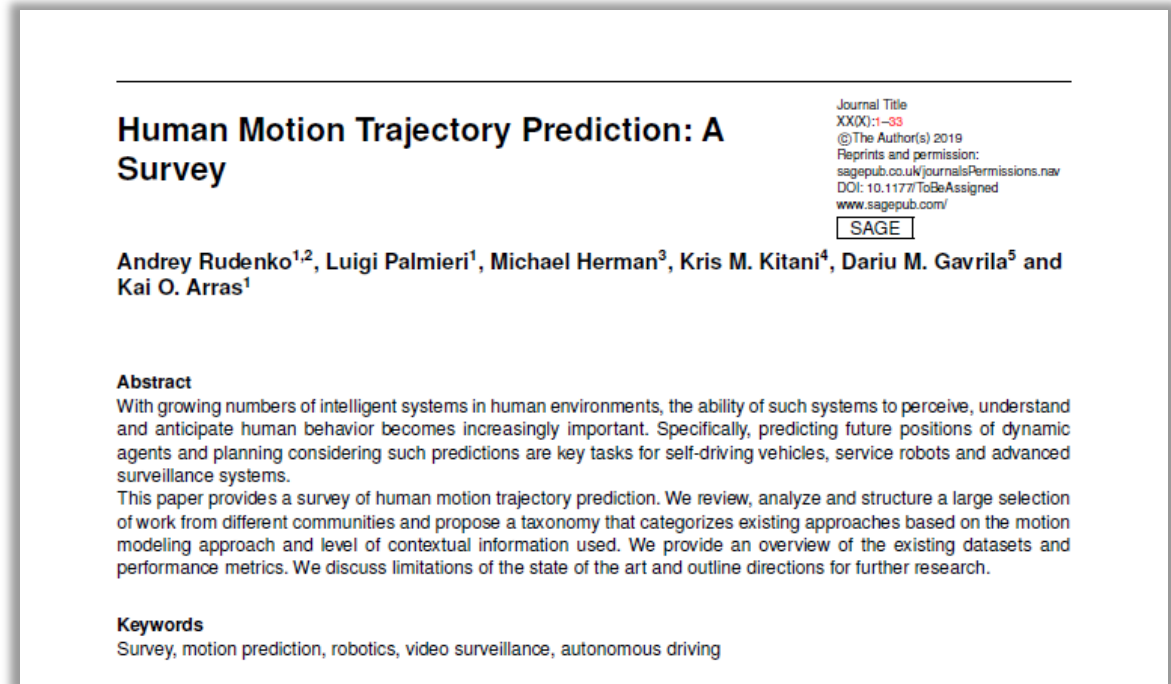 Human Motion Trajectory Prediction: A
Survey
Journal Title
XX(X):1–33
©The Author(s) 2019
Reprints and permission:
sagepub.co.uk/journalsPermissions.nav
DOI: 10.1177/ToBeAssigned
www.sagepub.com/
SAGE
Andrey Rudenko1,2, Luigi Palmieri1, Michael Herman3, Kris M. Kitani4, Dariu M. Gavrila5 and
Kai O. Arras1
Abstract
With growing numbers of intelligent systems in human environments, the ability of such systems to perceive, understand
and anticipate human behavior becomes increasingly important. Specifically, predicting future positions of dynamic
agents and planning considering such predictions are key tasks for self-driving vehicles, service robots and advanced
surveillance systems.
This paper provides a survey of human motion trajectory prediction. We review, analyze and structure a large selection
of work from different communities and propose a taxonomy that categorizes existing approaches based on the motion
modeling approach and level of contextual information used. We provide an overview of the existing datasets and
performance metrics. We discuss limitations of the state of the art and outline directions for further research.
Keywords
Survey, motion prediction, robotics, video surveillance, autonomous driving